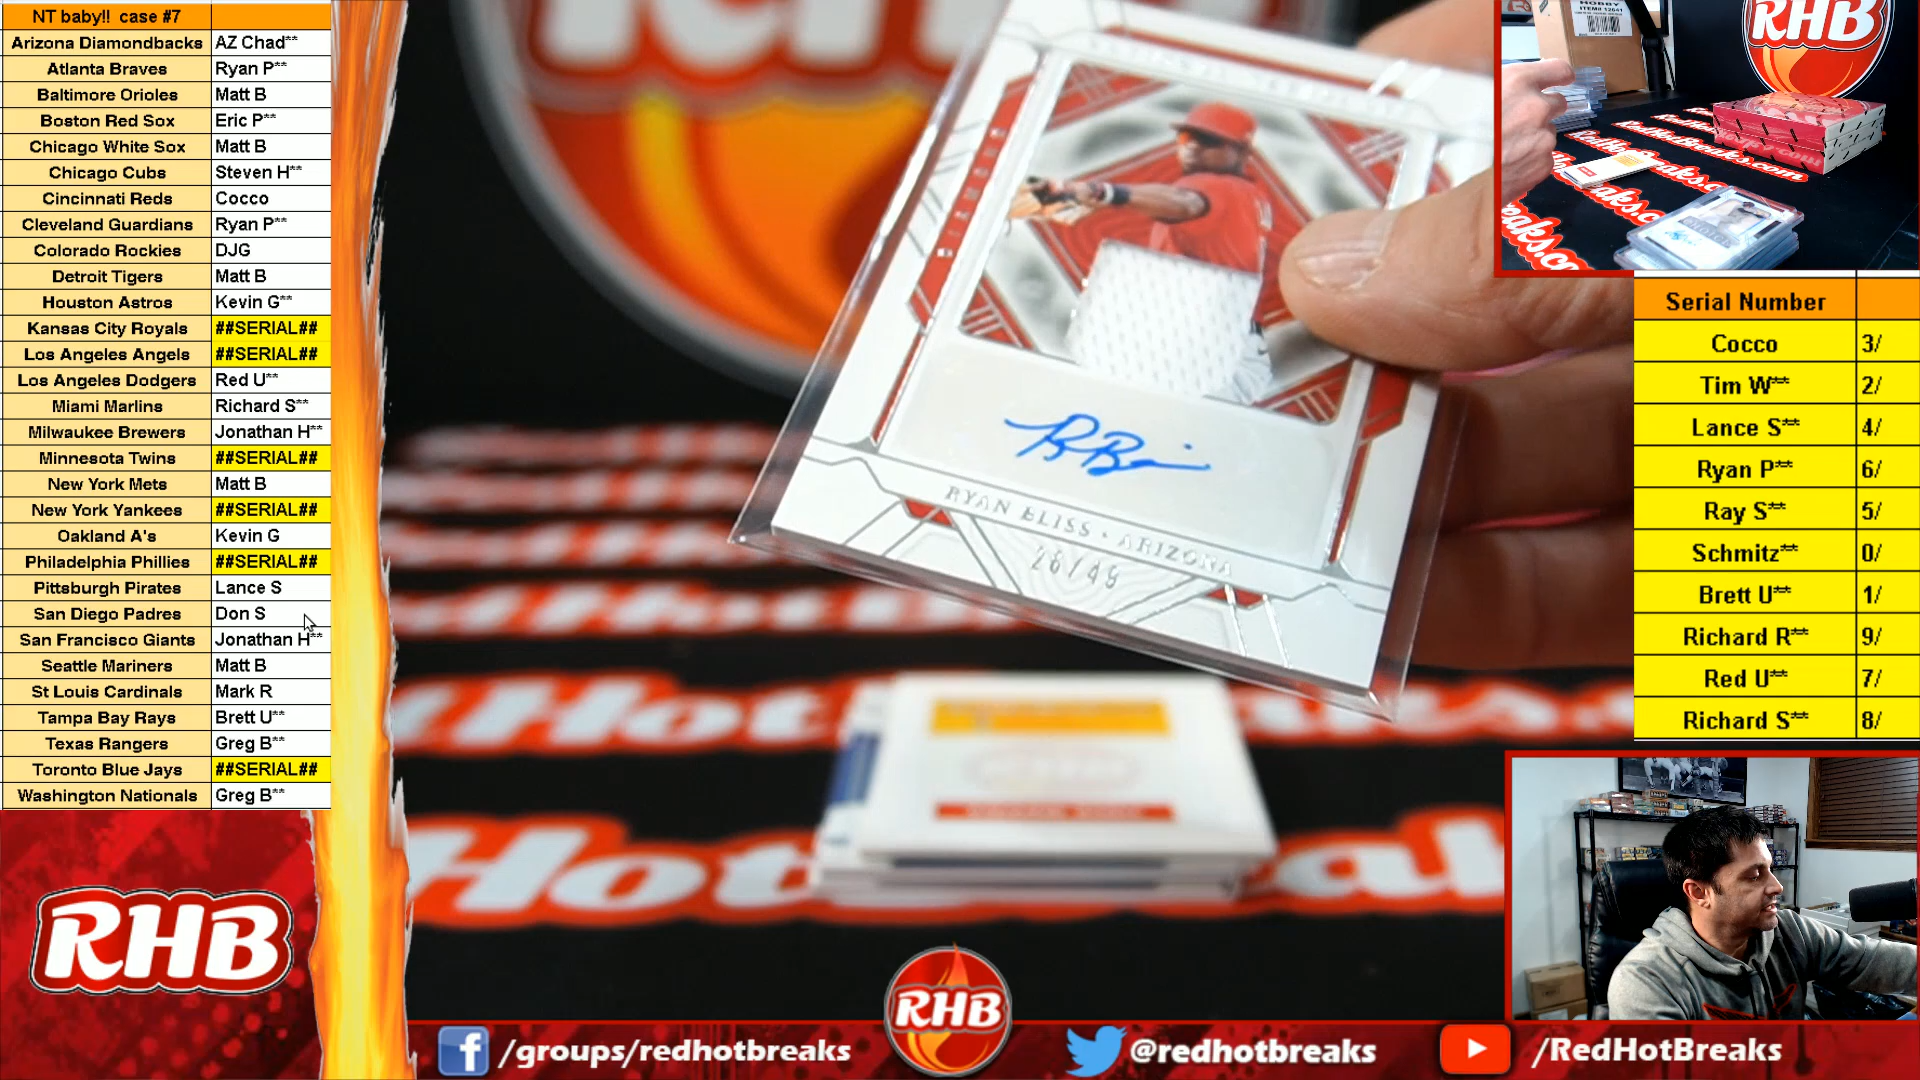 NT baby!! case #7
Arizona Diamondbacks AZ Chad**
Atlanta Braves Ryan P**
Baltimore Orioles Matt B
Boston Red Sox Eric P**
Chicago White Sox Matt B
Chicago Cubs Steven H**
Cincinnati Reds Cocco
Cleveland Guardians Ryan P**
Colorado Rockies DJG
Detroit Tigers Matt B
Houston Astros Kevin G**
Kansas City Royals ##SERIAL##
Los Angeles Angels ##SERIAL##
Los Angeles Dodgers Red U**
Miami Marlins Richard S**
Milwaukee Brewers Jonathan H**
Minnesota Twins ##SERIAL##
New York Mets Matt B
New York Yankees ##SERIAL##
Oakland A's Kevin G
Philadelphia Phillies ##SERIAL##
Pittsburgh Pirates Lance S
San Diego Padres Don S
San Francisco Giants Jonathan H**
Seattle Mariners Matt B
St Louis Cardinals Mark R
Tampa Bay Rays Brett U**
Texas Rangers Greg B**
Toronto Blue Jays ##SERIAL##
Washington Nationals Greg B**
RHB
RYAN BLISS · ARIZONA
26/49
HOBBY
RHB
RedHotBreaks.com
Serial Number
Cocco 3/
Tim W** 2/
Lance S** 4/
Ryan P** 6/
Ray S** 5/
Schmitz** 0/
Brett U** 1/
Richard R** 9/
Red U** 7/
Richard S** 8/
RHB
/groups/redhotbreaks
@redhotbreaks
/RedHotBreaks